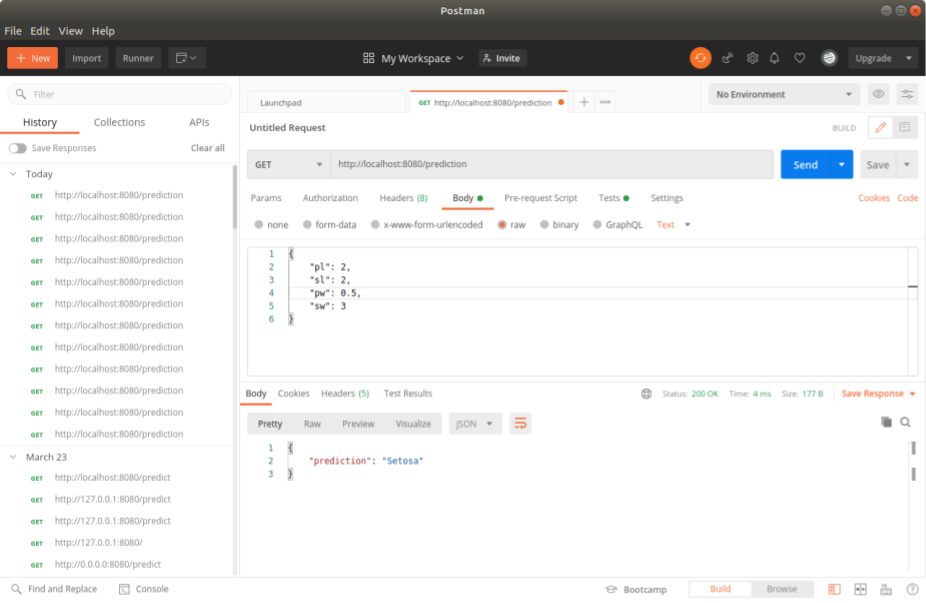 Postman
File Edit View Help
+ New Import Runner My Workspace Invite Upgrade
Filter
History Collections APIs
Save Responses Clear all
Today
GET http://localhost:8080/prediction
GET http://localhost:8080/prediction
GET http://localhost:8080/prediction
GET http://localhost:8080/prediction
GET http://localhost:8080/prediction
GET http://localhost:8080/prediction
GET http://localhost:8080/prediction
GET http://localhost:8080/prediction
GET http://localhost:8080/prediction
GET http://localhost:8080/prediction
GET http://localhost:8080/prediction
GET http://localhost:8080/prediction
March 23
GET http://localhost:8080/predict
GET http://127.0.0.1:8080/predict
GET http://127.0.0.1:8080/predict
GET http://127.0.0.1:8080/
GET http://0.0.0.0:8080/predict
Launchpad GET http://localhost:8080/prediction + No Environment
Untitled Request BUILD
GET http://localhost:8080/prediction Send Save
Params Authorization Headers (8) Body Pre-request Script Tests Settings Cookies Code
none form-data x-www-form-urlencoded raw binary GraphQL Text
1 {
2 "pl": 2,
3 "sl": 2,
4 "pw": 0.5,
5 "sw": 3
6 }
Body Cookies Headers (5) Test Results Status: 200 OK Time: 4 ms Size: 177 B Save Response
Pretty Raw Preview Visualize JSON
1 {
2 "prediction": "Setosa"
3 }
Find and Replace Console Bootcamp Build Browse ?